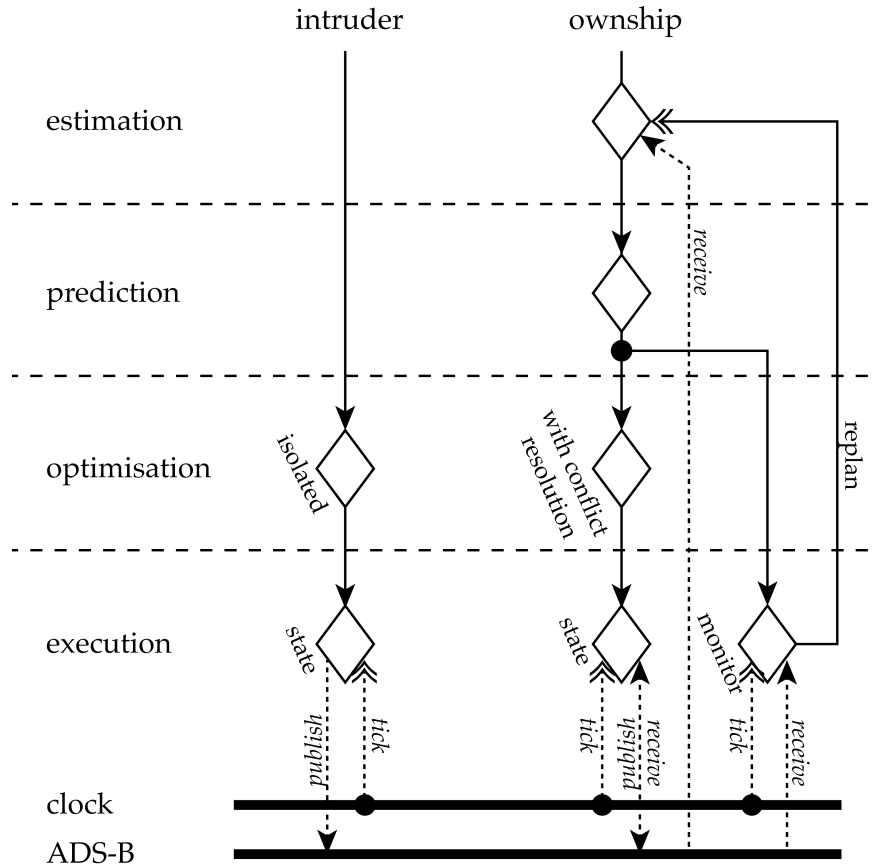 intruder
ownship
estimation
receive
prediction
isolated
with conflict
resolution
replan
optimisation
state
state
monitor
execution
publish
tick
tick
publish
receive
tick
receive
clock
ADS-B